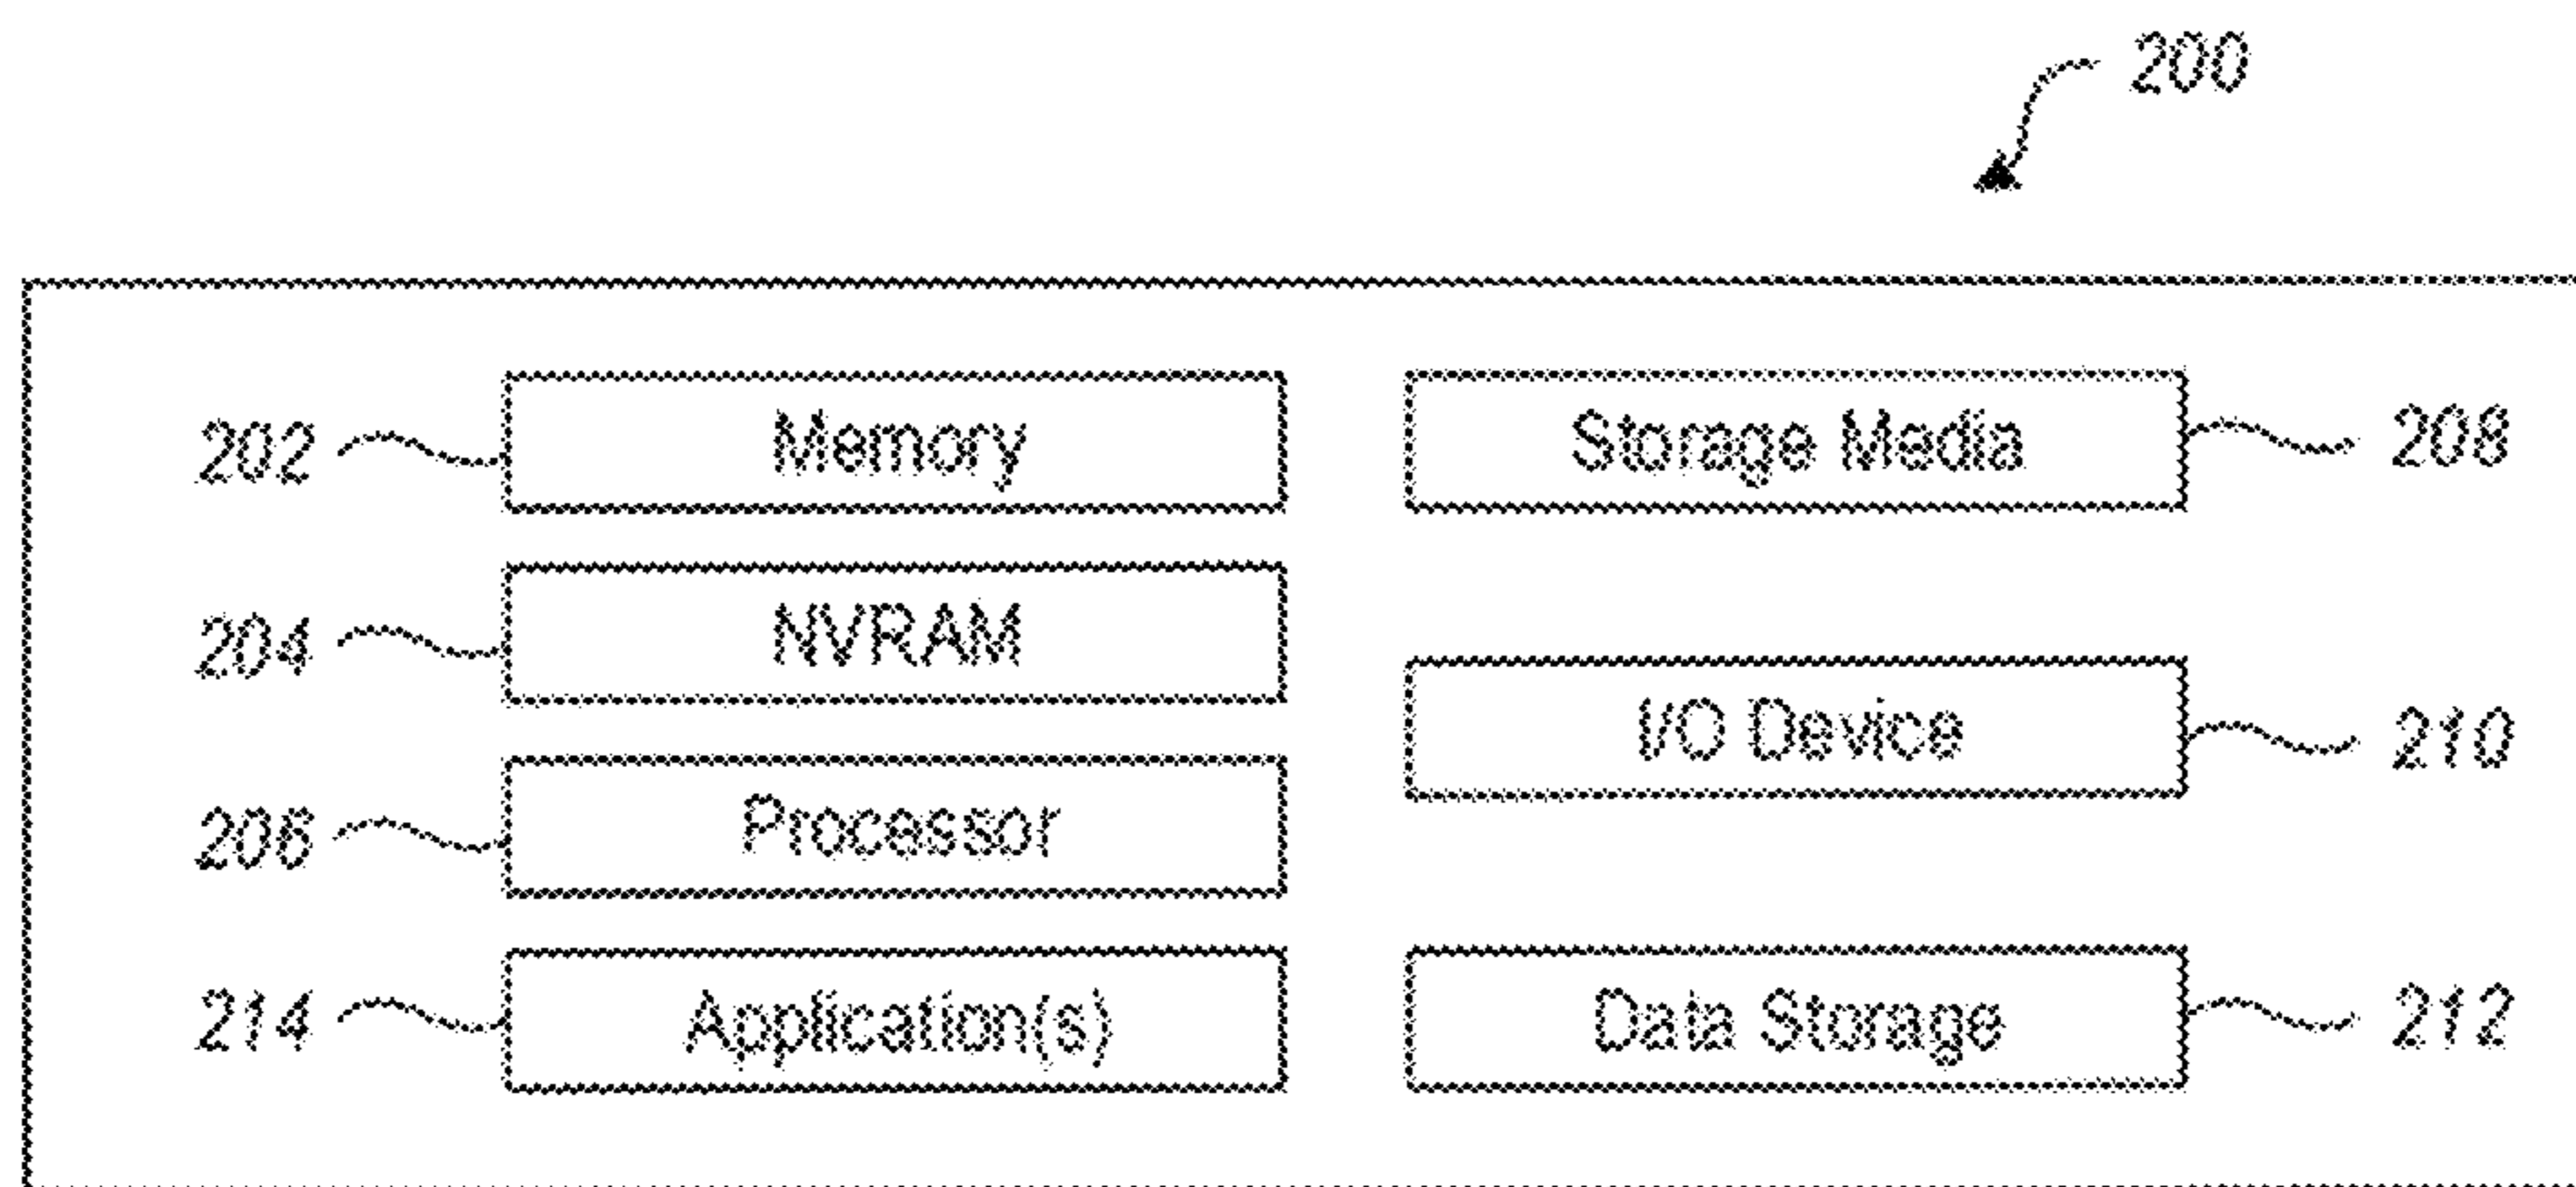 200
202 Memory
Storage Media 208
204 NVRAM
I/O Device 210
206 Processor
214 Application(s)
Data Storage 212